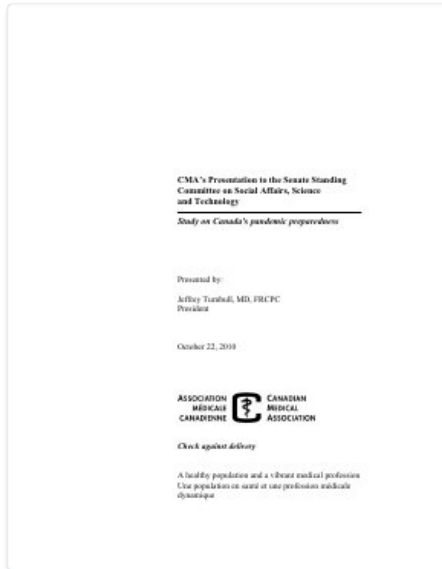 CMA's Presentation to the Senate Standing
Committee on Social Affairs, Science
and Technology
Study on Canada's pandemic preparedness
Presented by:
Jeffrey Turnbull, MD, FRCPC
President
October 22, 2010
ASSOCIATION
MÉDICALE
CANADIENNE
CANADIAN
MEDICAL
ASSOCIATION
Check against delivery
A healthy population and a vibrant medical profession
Une population en santé et une profession médicale
dynamique